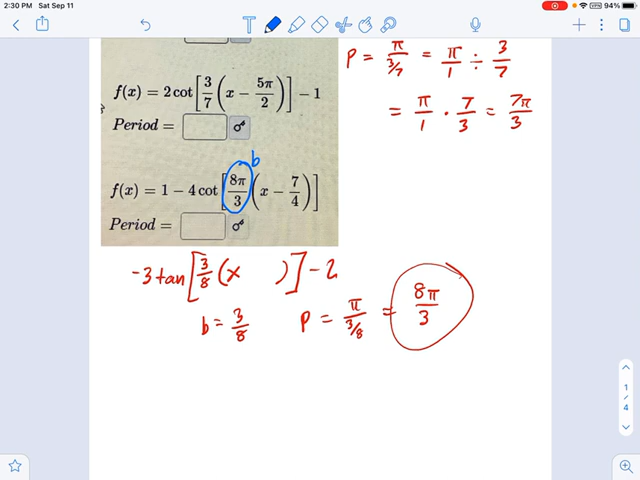 2:30 PM Sat Sep 11
94%
P = π / 3/7 = π/1 ÷ 3/7
= π/1 · 7/3 = 7π/3
f(x) = 2 cot[3/7(x − 5π/2)] − 1
Period =
b
f(x) = 1 − 4 cot[8π/3(x − 7/4)]
Period =
-3 tan[3/8(x )] - 2
b = 3/8 P = π / 3/8 = 8π/3
1
/
4